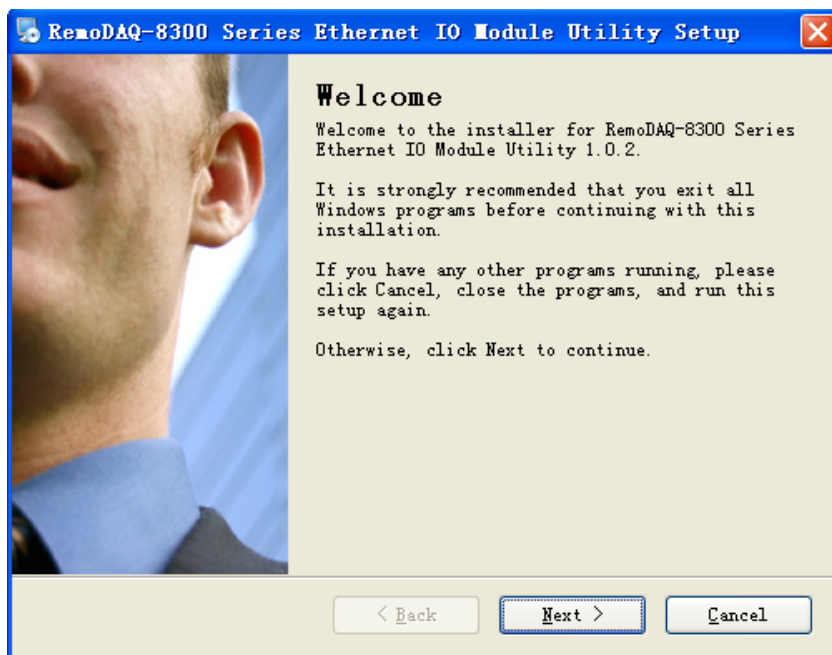 RemoDAQ-8300 Series Ethernet IO Module Utility Setup
Welcome
Welcome to the installer for RemoDAQ-8300 Series
Ethernet IO Module Utility 1.0.2.
It is strongly recommended that you exit all
Windows programs before continuing with this
installation.
If you have any other programs running, please
click Cancel, close the programs, and run this
setup again.
Otherwise, click Next to continue.
< Back
Next >
Cancel